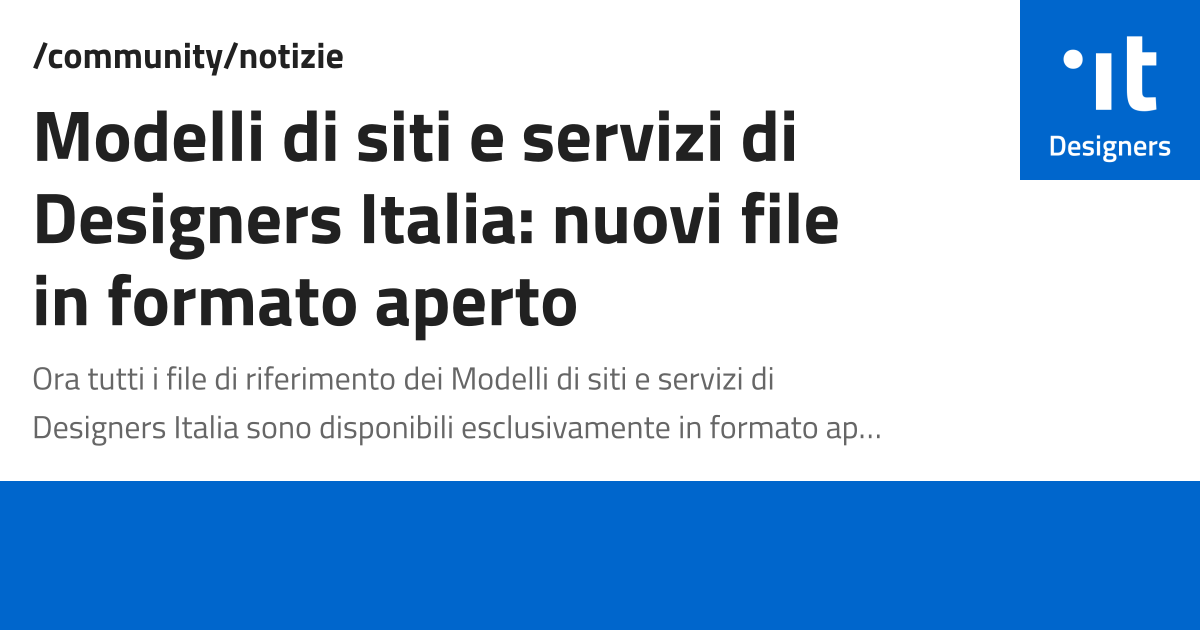 /community/notizie
Modelli di siti e servizi di
Designers Italia: nuovi file
in formato aperto
Ora tutti i file di riferimento dei Modelli di siti e servizi di
Designers Italia sono disponibili esclusivamente in formato ap...
it
Designers